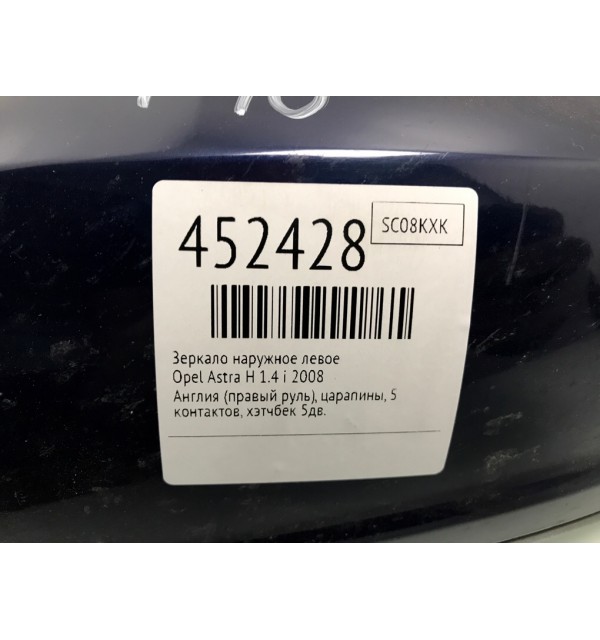 452428
SC08KXK
Зеркало наружное левое
Opel Astra H 1.4 i 2008
Англия (правый руль), царапины, 5
контактов, хэтчбек 5дв.